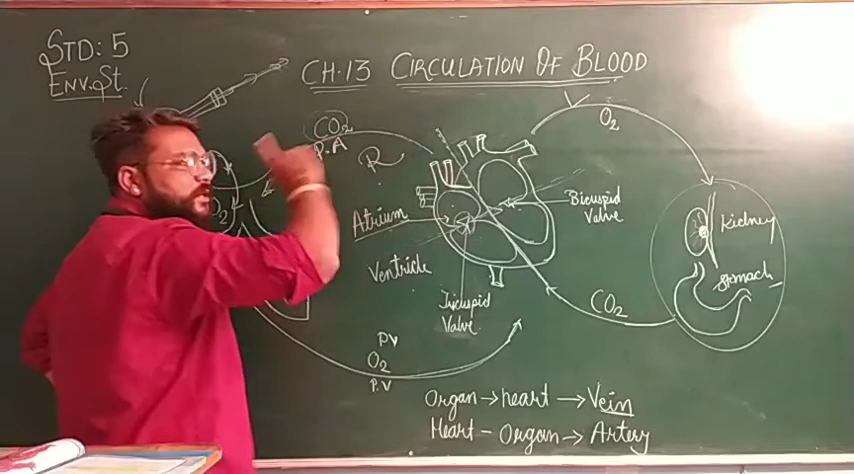 STD: 5
ENV.St.
CH.13 CIRCULATION OF BLOOD
CO2
P.A
R
O2
Atrium
Bicuspid
Valve
Kidney
Ventricle
Stomach
Tricuspid
Valve
CO2
PV
O2
P.V
Organ → heart → Vein
Heart - Organ → Artery